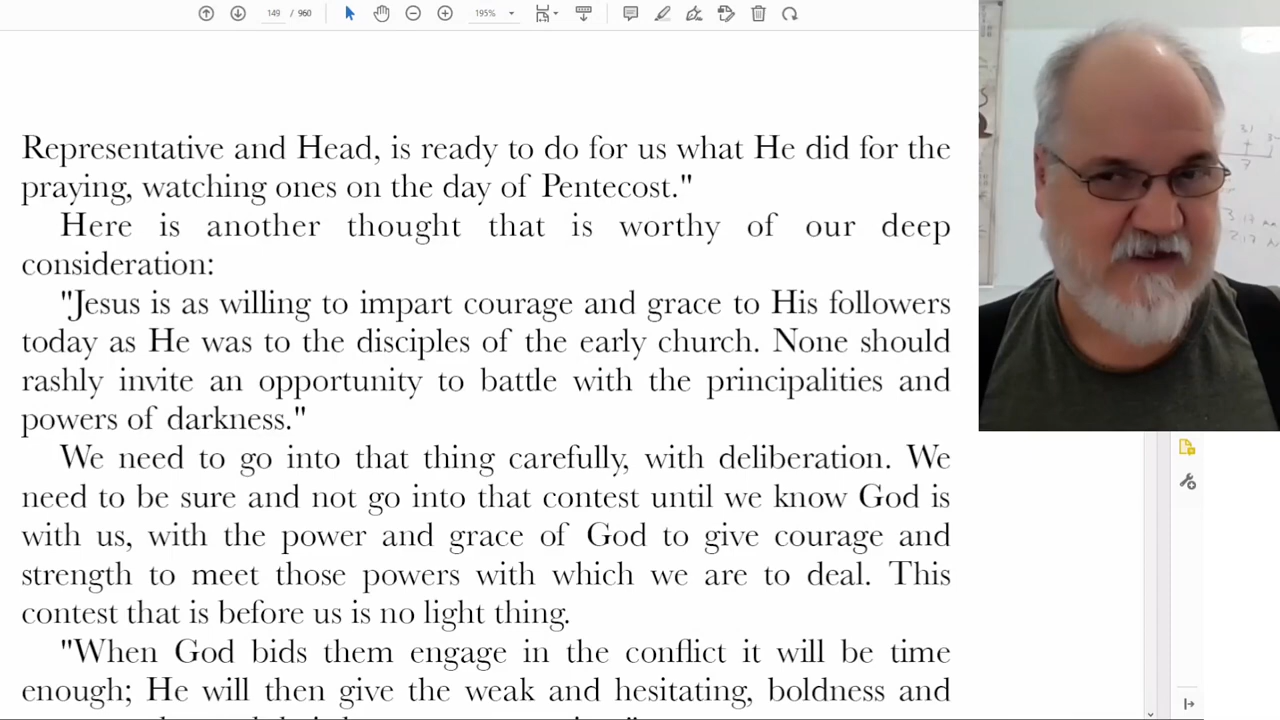 149 / 960
195%
Representative and Head, is ready to do for us what He did for the
praying, watching ones on the day of Pentecost."
Here is another thought that is worthy of our deep
consideration:
"Jesus is as willing to impart courage and grace to His followers
today as He was to the disciples of the early church. None should
rashly invite an opportunity to battle with the principalities and
powers of darkness."
We need to go into that thing carefully, with deliberation. We
need to be sure and not go into that contest until we know God is
with us, with the power and grace of God to give courage and
strength to meet those powers with which we are to deal. This
contest that is before us is no light thing.
"When God bids them engage in the conflict it will be time
enough; He will then give the weak and hesitating, boldness and